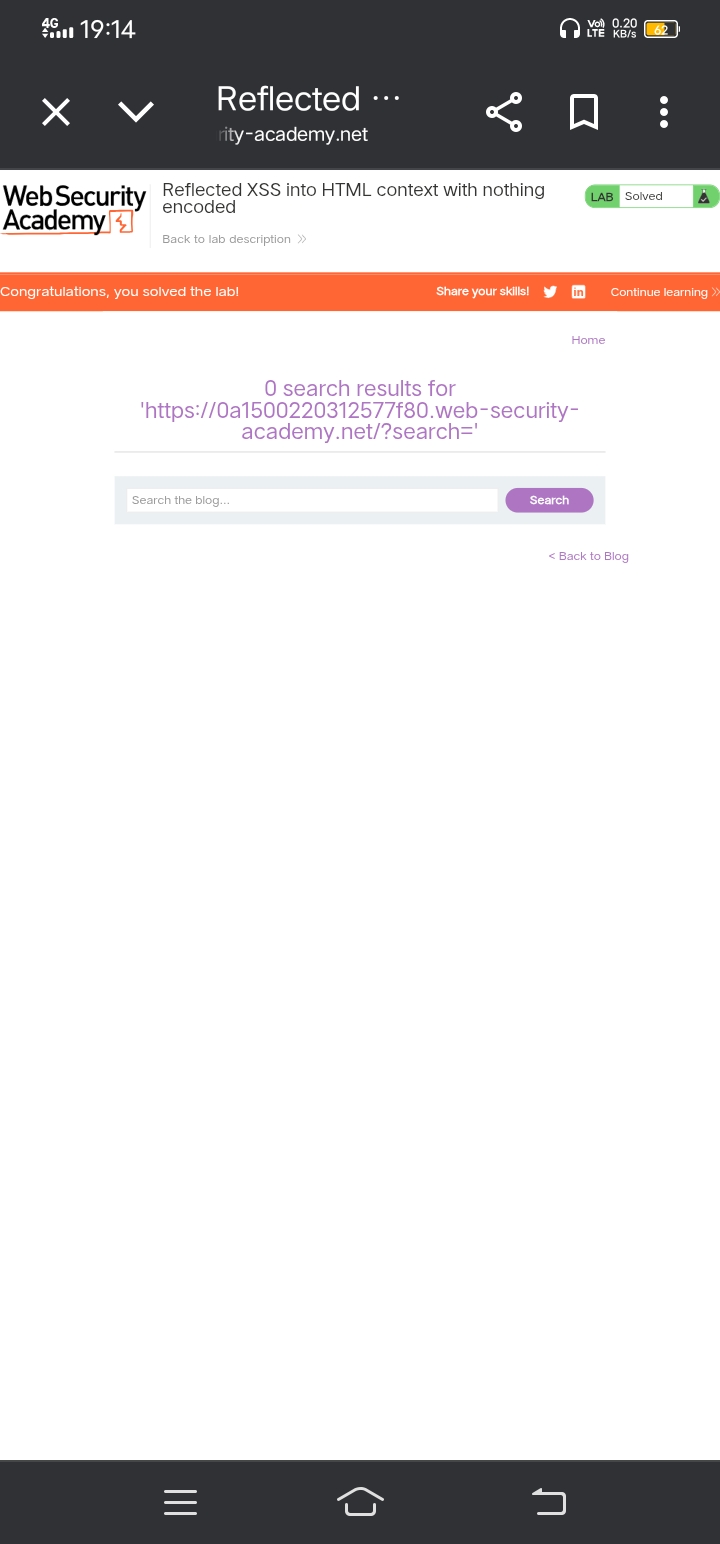 4G 19:14 Vo) LTE 0.20 KB/s 62
Reflected ···
rity-academy.net
Web Security
Academy
Reflected XSS into HTML context with nothing
encoded
LAB Solved
Back to lab description
Congratulations, you solved the lab! Share your skills! Continue learning
Home
0 search results for
'https://0a1500220312577f80.web-security-
academy.net/?search='
Search the blog... Search
< Back to Blog